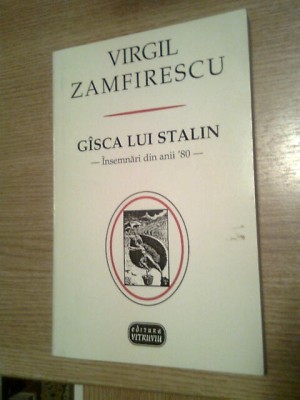 VIRGIL
ZAMFIRESCU
GÎSCA LUI STALIN
— Însemnări din anii '80 —
EDITURA
VITRUVIU